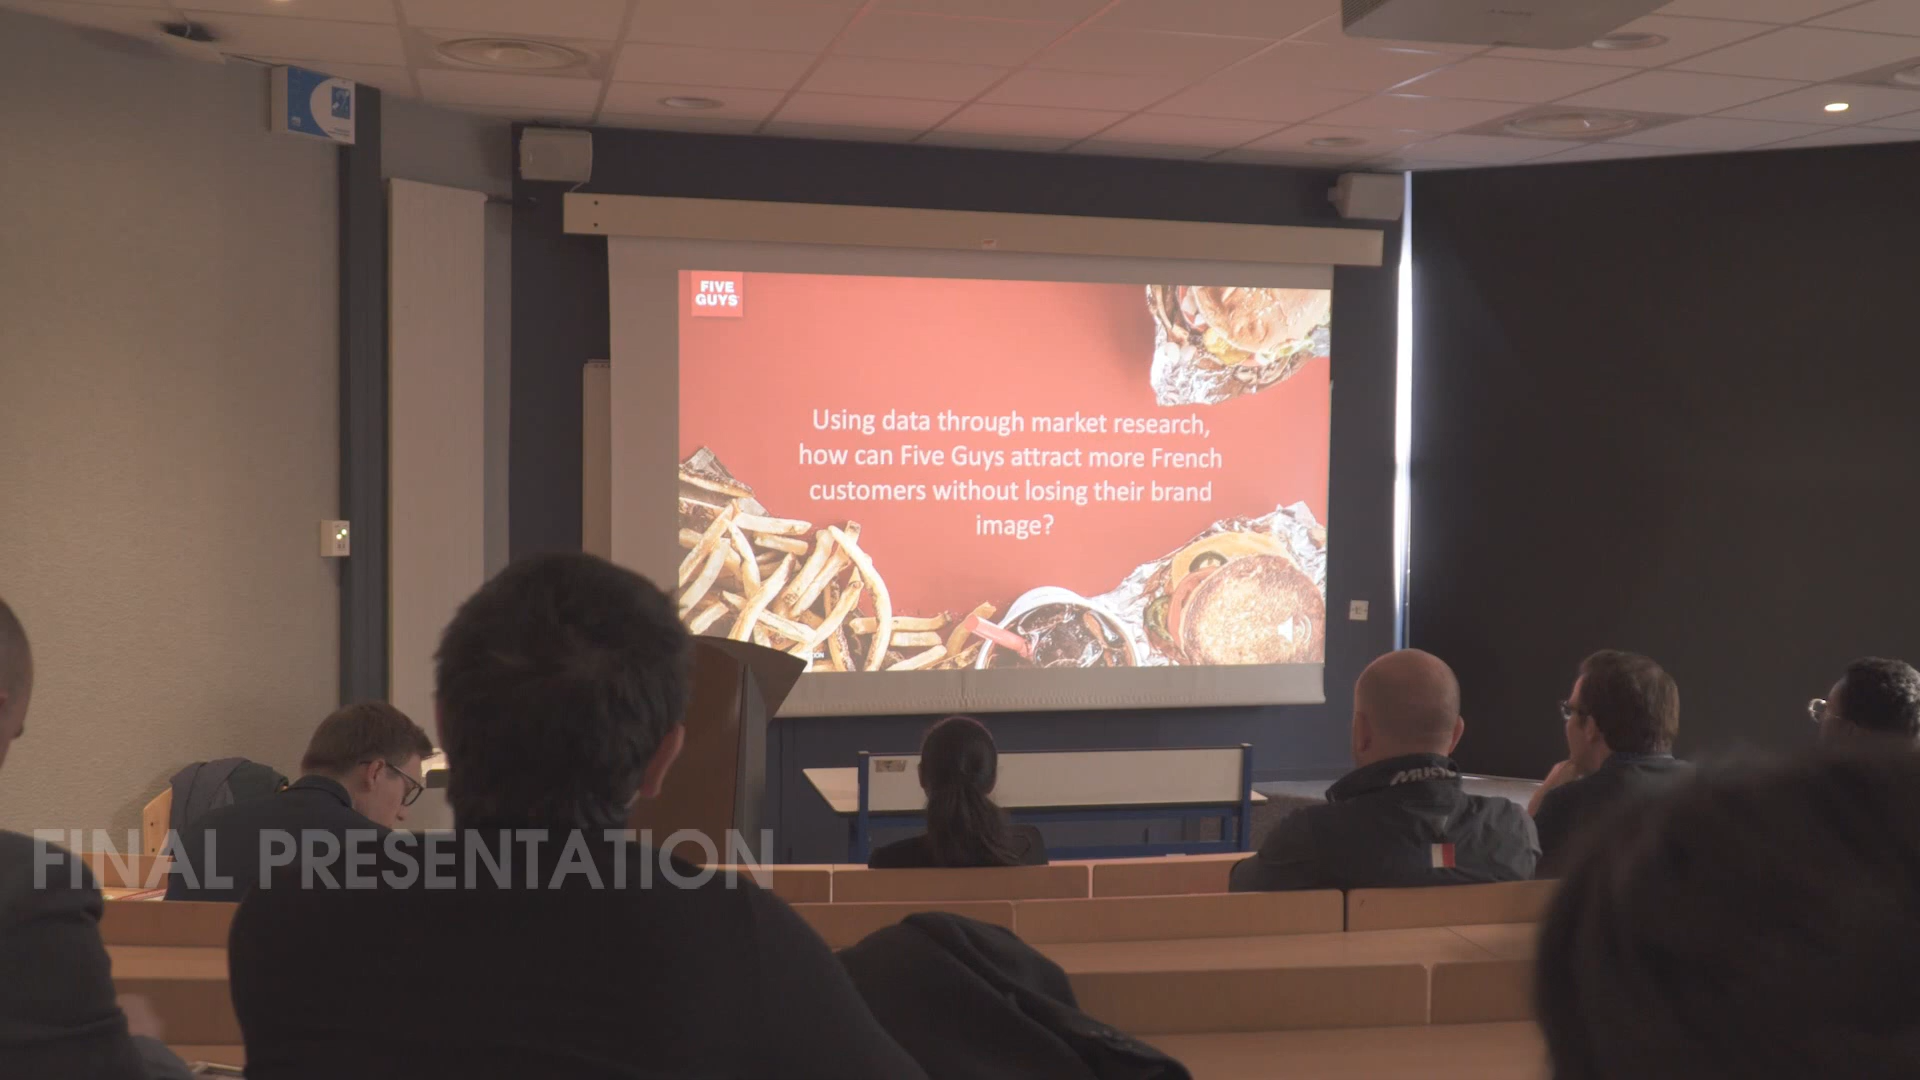 FIVE
GUYS
Using data through market research,
how can Five Guys attract more French
customers without losing their brand
image?
FINAL PRESENTATION